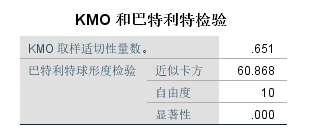 KMO 和巴特利特检验
KMO 取样适切性量数。 .651
巴特利特球形度检验 近似卡方 60.868
自由度 10
显著性 .000